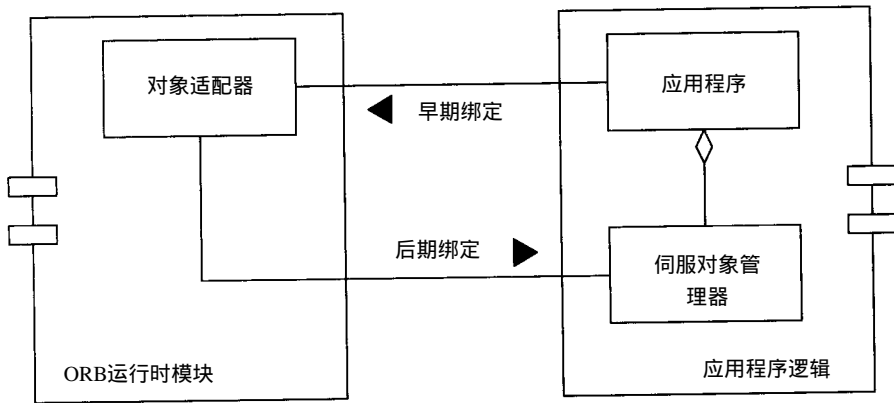 对象适配器
应用程序
早期绑定
后期绑定
伺服对象管
理器
ORB运行时模块
应用程序逻辑